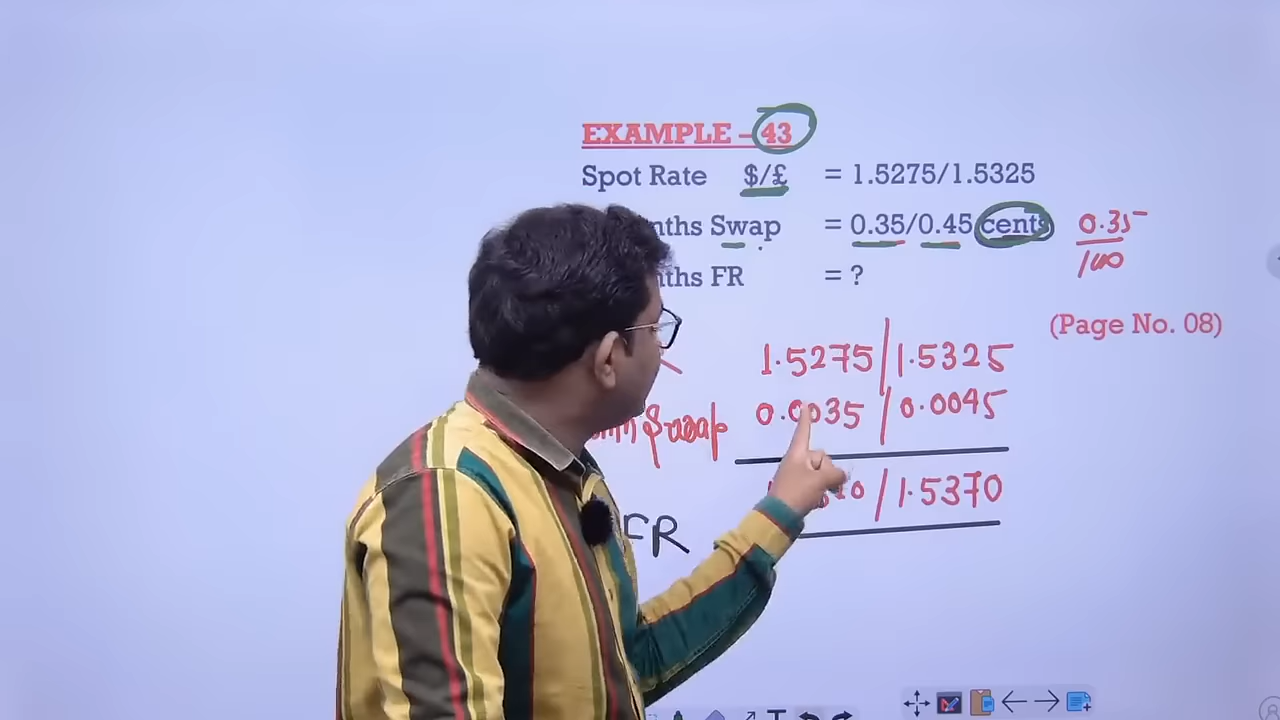 EXAMPLE – 43
Spot Rate $/£ = 1.5275/1.5325
nths Swap = 0.35/0.45 cents
0.35
/100
nths FR = ?
(Page No. 08)
1.5275/1.5325
0.0035/0.0045
/1.5370
FR